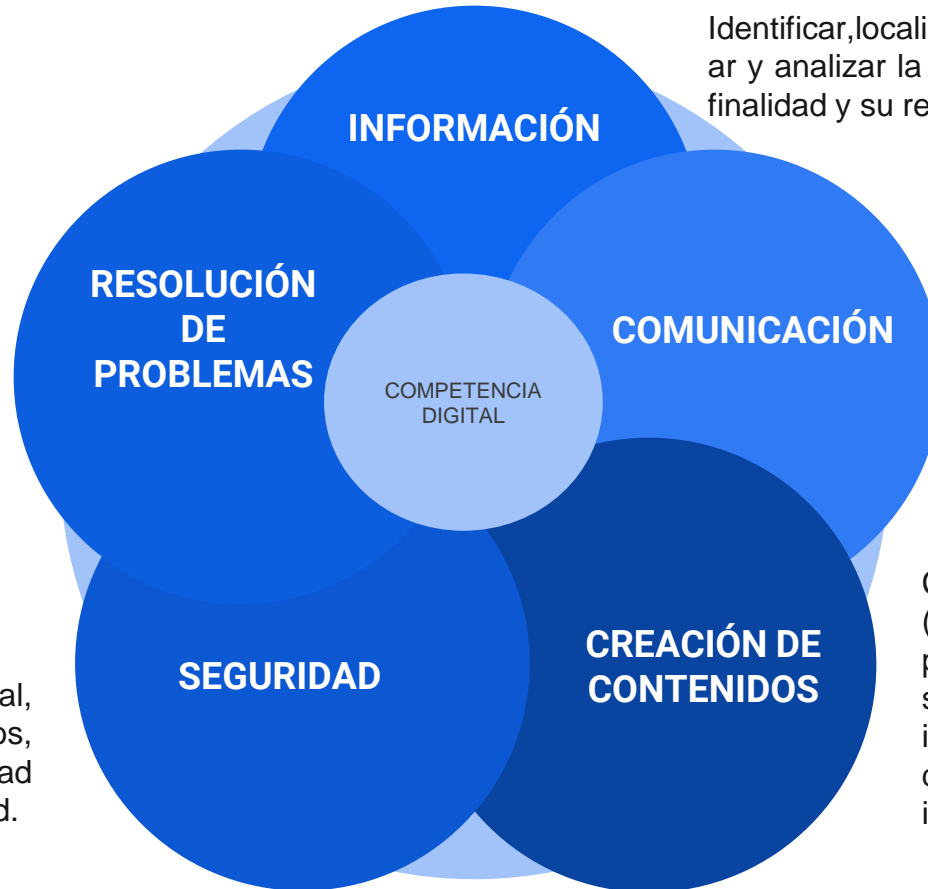 Identificar,locali
ar y analizar la
finalidad y su re
INFORMACIÓN
RESOLUCIÓN
DE
PROBLEMAS
COMUNICACIÓN
COMPETENCIA
DIGITAL
CREACIÓN DE
CONTENIDOS
SEGURIDAD
al,
os,
ad
d.
(
p
s
i
i